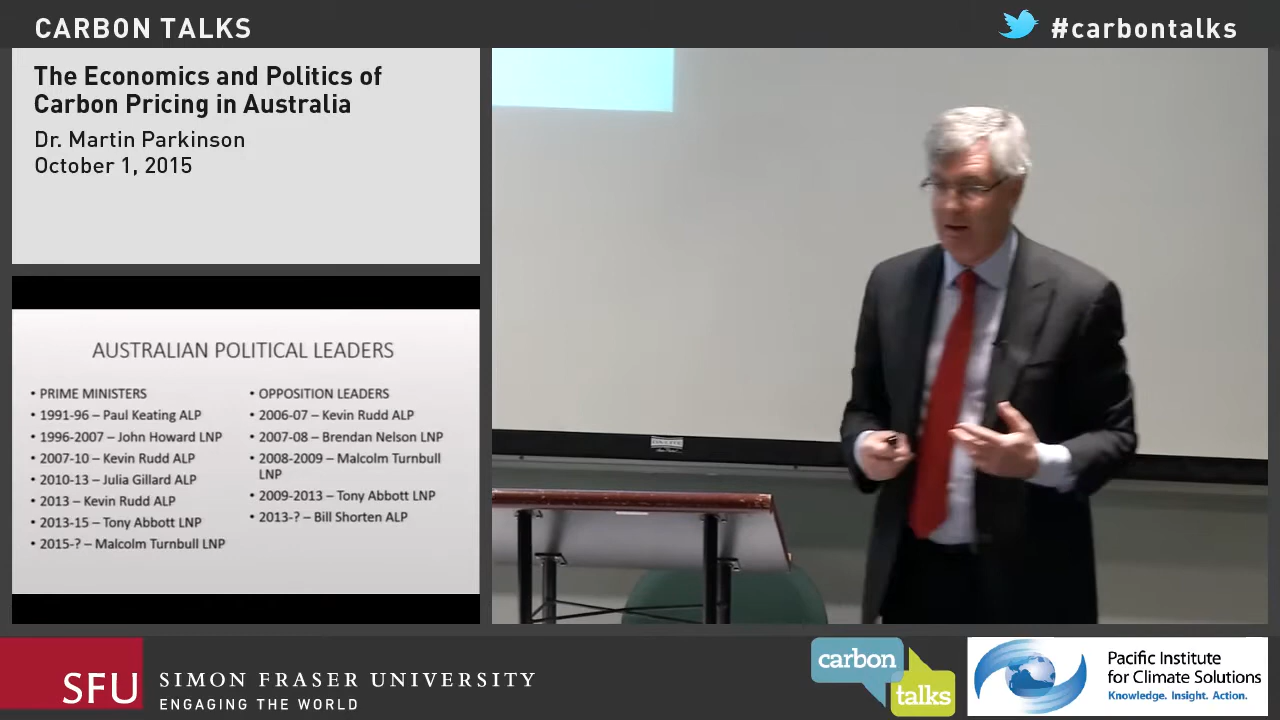 CARBON TALKS
#carbontalks
The Economics and Politics of
Carbon Pricing in Australia
Dr. Martin Parkinson
October 1, 2015
AUSTRALIAN POLITICAL LEADERS
• PRIME MINISTERS
• 1991-96 – Paul Keating ALP
• 1996-2007 – John Howard LNP
• 2007-10 – Kevin Rudd ALP
• 2010-13 – Julia Gillard ALP
• 2013 – Kevin Rudd ALP
• 2013-15 – Tony Abbott LNP
• 2015-? – Malcolm Turnbull LNP
• OPPOSITION LEADERS
• 2006-07 – Kevin Rudd ALP
• 2007-08 – Brendan Nelson LNP
• 2008-2009 – Malcolm Turnbull
LNP
• 2009-2013 – Tony Abbott LNP
• 2013-? – Bill Shorten ALP
SFU
SIMON FRASER UNIVERSITY
ENGAGING THE WORLD
carbon
talks
Pacific Institute
for Climate Solutions
Knowledge. Insight. Action.